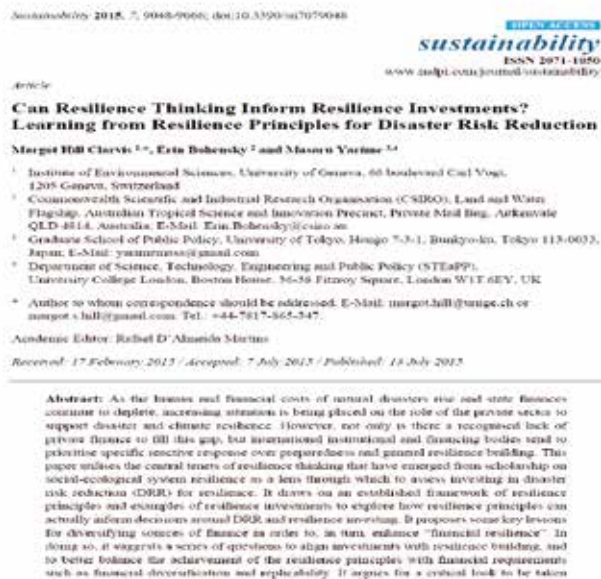 Sustainability 2015, 7, 9048-9066; doi:10.3390/su7079048
OPEN ACCESS
sustainability
ISSN 2071-1050
www.mdpi.com/journal/sustainability
Article
Can Resilience Thinking Inform Resilience Investments?
Learning from Resilience Principles for Disaster Risk Reduction
Margot Hill Clarvis 1,*, Erin Bohensky 2 and Masaru Yarime 3,4
1 Institute of Environmental Sciences, University of Geneva, 66 boulevard Carl Vogt,
1205 Geneva, Switzerland
2 Commonwealth Scientific and Industrial Research Organisation (CSIRO), Land and Water
Flagship, Australian Tropical Science and Innovation Precinct, Private Mail Bag, Aitkenvale
QLD 4814, Australia; E-Mail: Erin.Bohensky@csiro.au
3 Graduate School of Public Policy, University of Tokyo, Hongo 7-3-1, Bunkyo-ku, Tokyo 113-0033,
Japan; E-Mail: yarimemasa@gmail.com
4 Department of Science, Technology, Engineering and Public Policy (STEaPP),
University College London, Boston House, 36-38 Fitzroy Square, London W1T 6EY, UK
* Author to whom correspondence should be addressed; E-Mail: margot.hill@unige.ch or
margot.s.hill@gmail.com; Tel.: +44-7817-865-347.
Academic Editor: Rafael D'Almeida Martins
Received: 17 February 2015 / Accepted: 7 July 2015 / Published: 13 July 2015
Abstract: As the human and financial costs of natural disasters rise and state finances
continue to deplete, increasing attention is being placed on the role of the private sector to
support disaster and climate resilience. However, not only is there a recognised lack of
private finance to fill this gap, but international institutional and financing bodies tend to
prioritise specific reactive response over preparedness and general resilience building. This
paper utilises the central tenets of resilience thinking that have emerged from scholarship on
social-ecological system resilience as a lens through which to assess investing in disaster
risk reduction (DRR) for resilience. It draws on an established framework of resilience
principles and examples of resilience investments to explore how resilience principles can
actually inform decisions around DRR and resilience investing. It proposes some key lessons
for diversifying sources of finance in order to, in turn, enhance "financial resilience". In
doing so, it suggests a series of questions to align investments with resilience building, and
to better balance the achievement of the resilience principles with financial requirements
such as financial diversification and replicability. It argues for a critical look to be taken